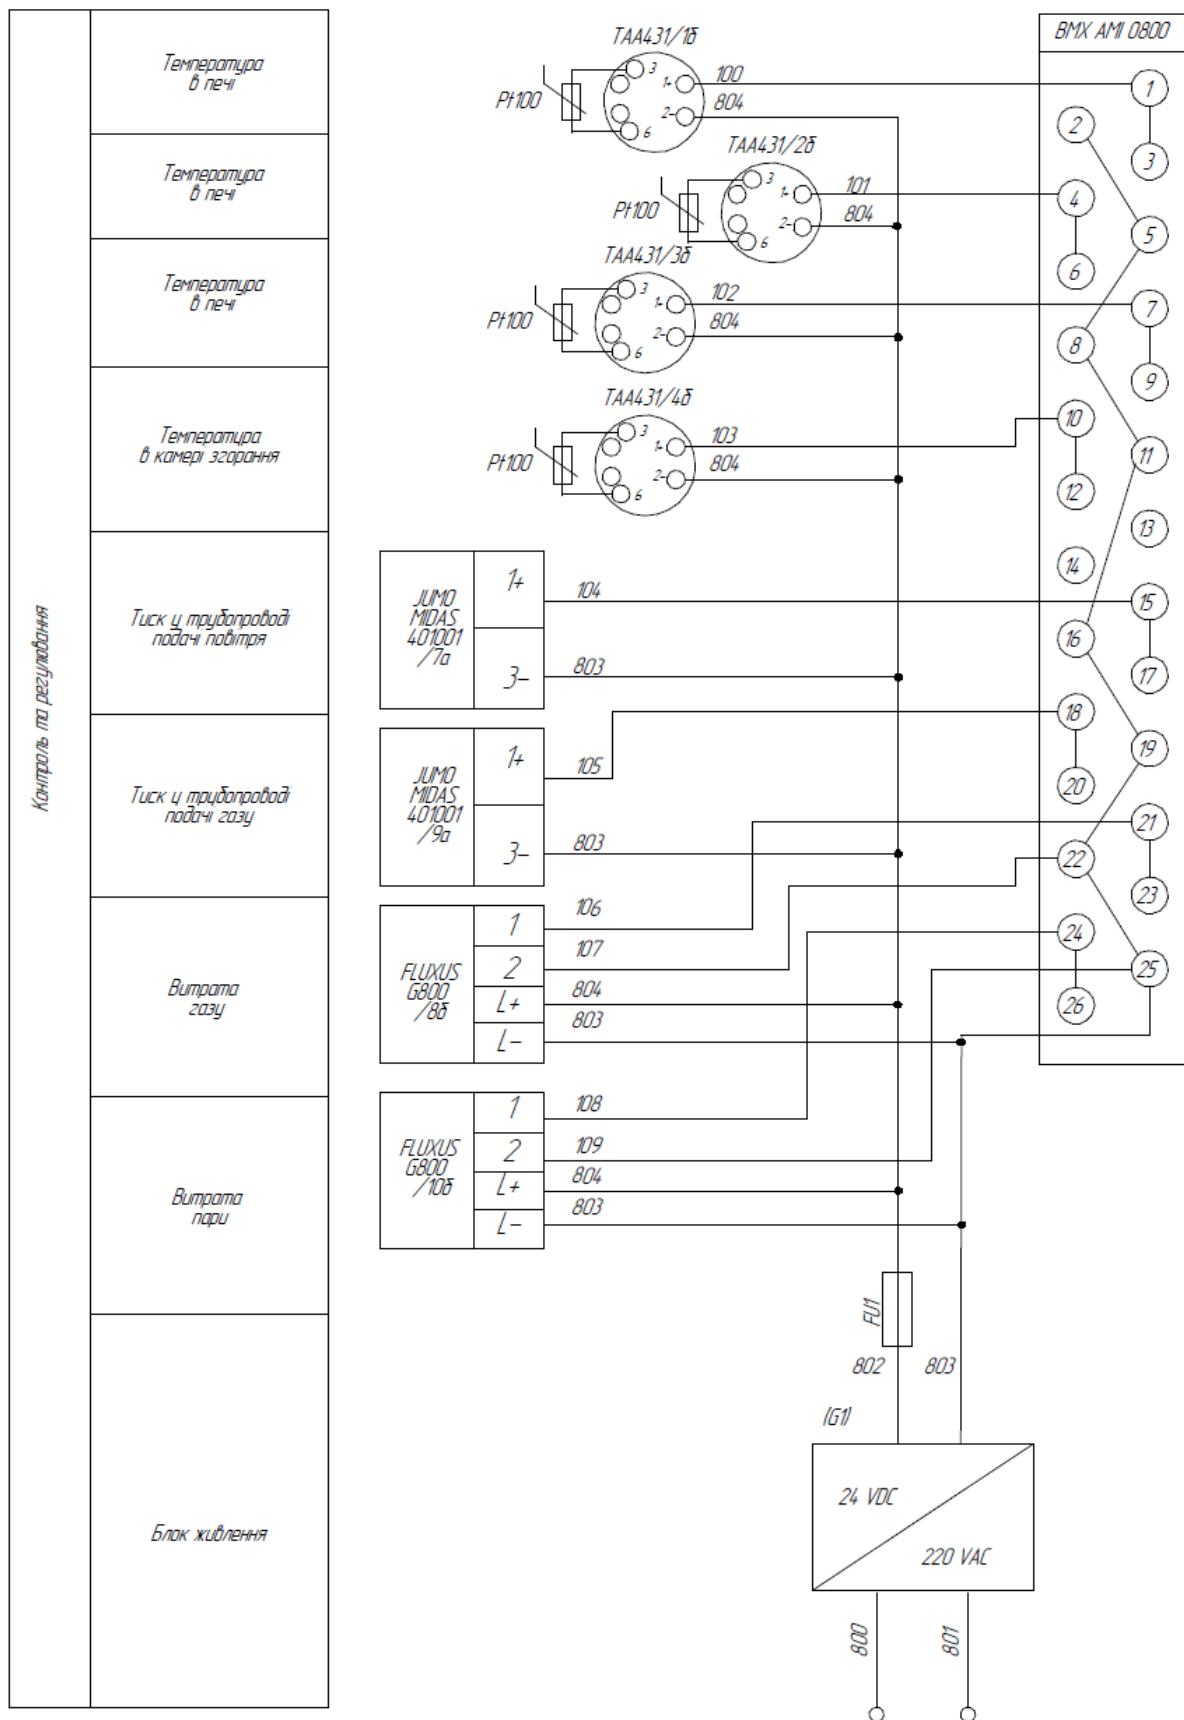 Контроль та регулювання
Температура
в печі
Температура
в печі
Температура
в печі
Температура
в камері згорання
Тиск у трубопроводі
подачі повітря
Тиск у трубопроводі
подачі газу
Витрата
газу
Витрата
пари
Блок живлення
ТАА431/1б
Pt100
3
6
1+
2-
100
804
ТАА431/2б
Pt100
3
6
1+
2-
101
804
ТАА431/3б
Pt100
3
6
1+
2-
102
804
ТАА431/4б
Pt100
3
6
1+
2-
103
804
JUMO
MIDAS
401001
/7а
1+
3-
104
803
JUMO
MIDAS
401001
/9а
1+
3-
105
803
FLUXUS
G800
/8б
1
2
L+
L-
106
107
804
803
FLUXUS
G800
/10б
1
2
L+
L-
108
109
804
803
BMX AMI 0800
1
2
3
4
5
6
7
8
9
10
11
12
13
14
15
16
17
18
19
20
21
22
23
24
25
26
FU1
802
803
(G1)
24 VDC
220 VAC
800
801